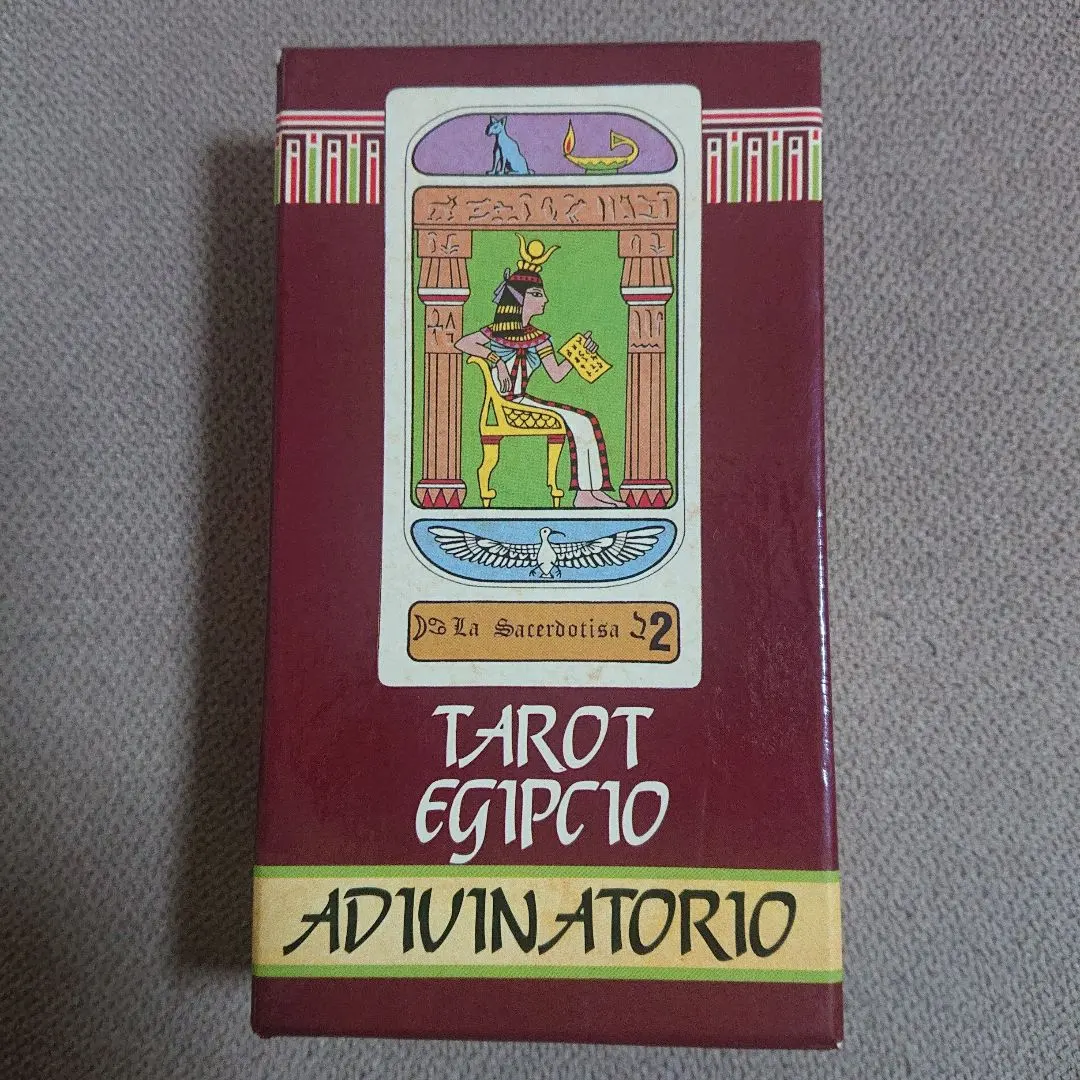 La Sacerdotisa 2
TAROT
EGIPCIO
ADIVINATORIO